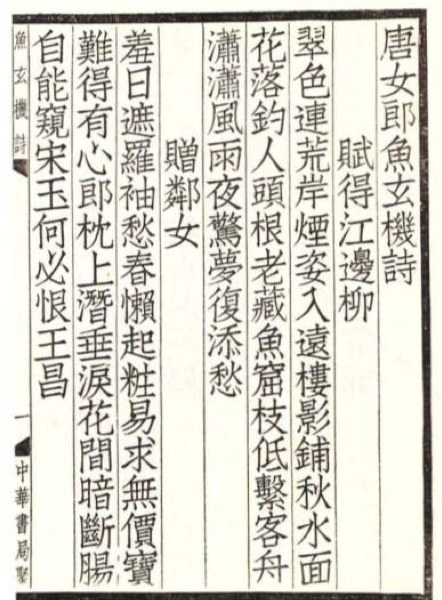 唐女郎魚玄機詩
賦得江邊柳
翠色連荒岸煙姿入遠樓影鋪秋水面
花落釣人頭根老藏魚窟枝低繫客舟
瀟瀟風雨夜驚夢復添愁
贈鄰女
羞日遮羅袖愁春懶起粧易求無價寶
難得有心郎枕上潛垂淚花間暗斷腸
自能窺宋玉何必恨王昌
魚玄機詩
一
中華書局聚